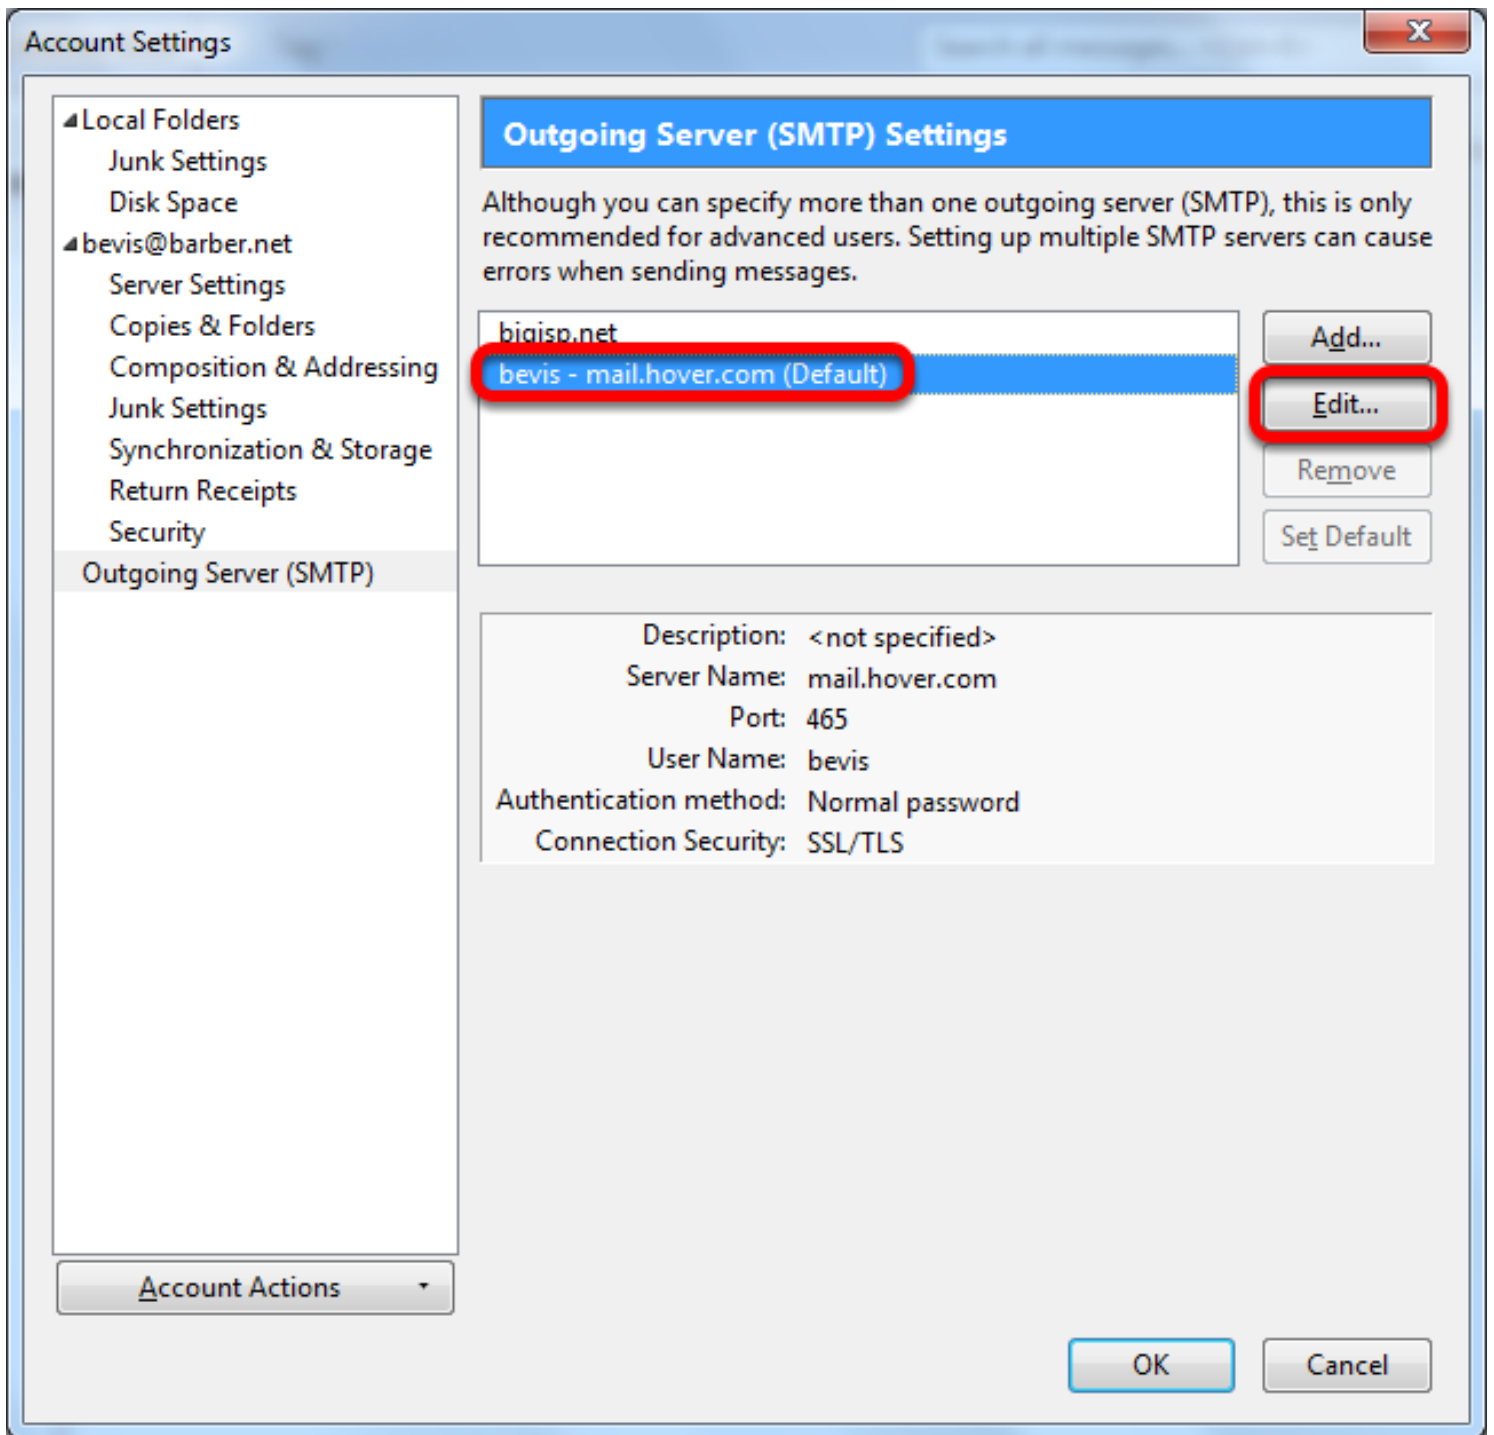 Account Settings
Local Folders
Junk Settings
Disk Space
bevis@barber.net
Server Settings
Copies & Folders
Composition & Addressing
Junk Settings
Synchronization & Storage
Return Receipts
Security
Outgoing Server (SMTP)
Account Actions
Outgoing Server (SMTP) Settings
Although you can specify more than one outgoing server (SMTP), this is only
recommended for advanced users. Setting up multiple SMTP servers can cause
errors when sending messages.
bigisp.net
bevis - mail.hover.com (Default)
Add...
Edit...
Remove
Set Default
Description: <not specified>
Server Name: mail.hover.com
Port: 465
User Name: bevis
Authentication method: Normal password
Connection Security: SSL/TLS
OK
Cancel